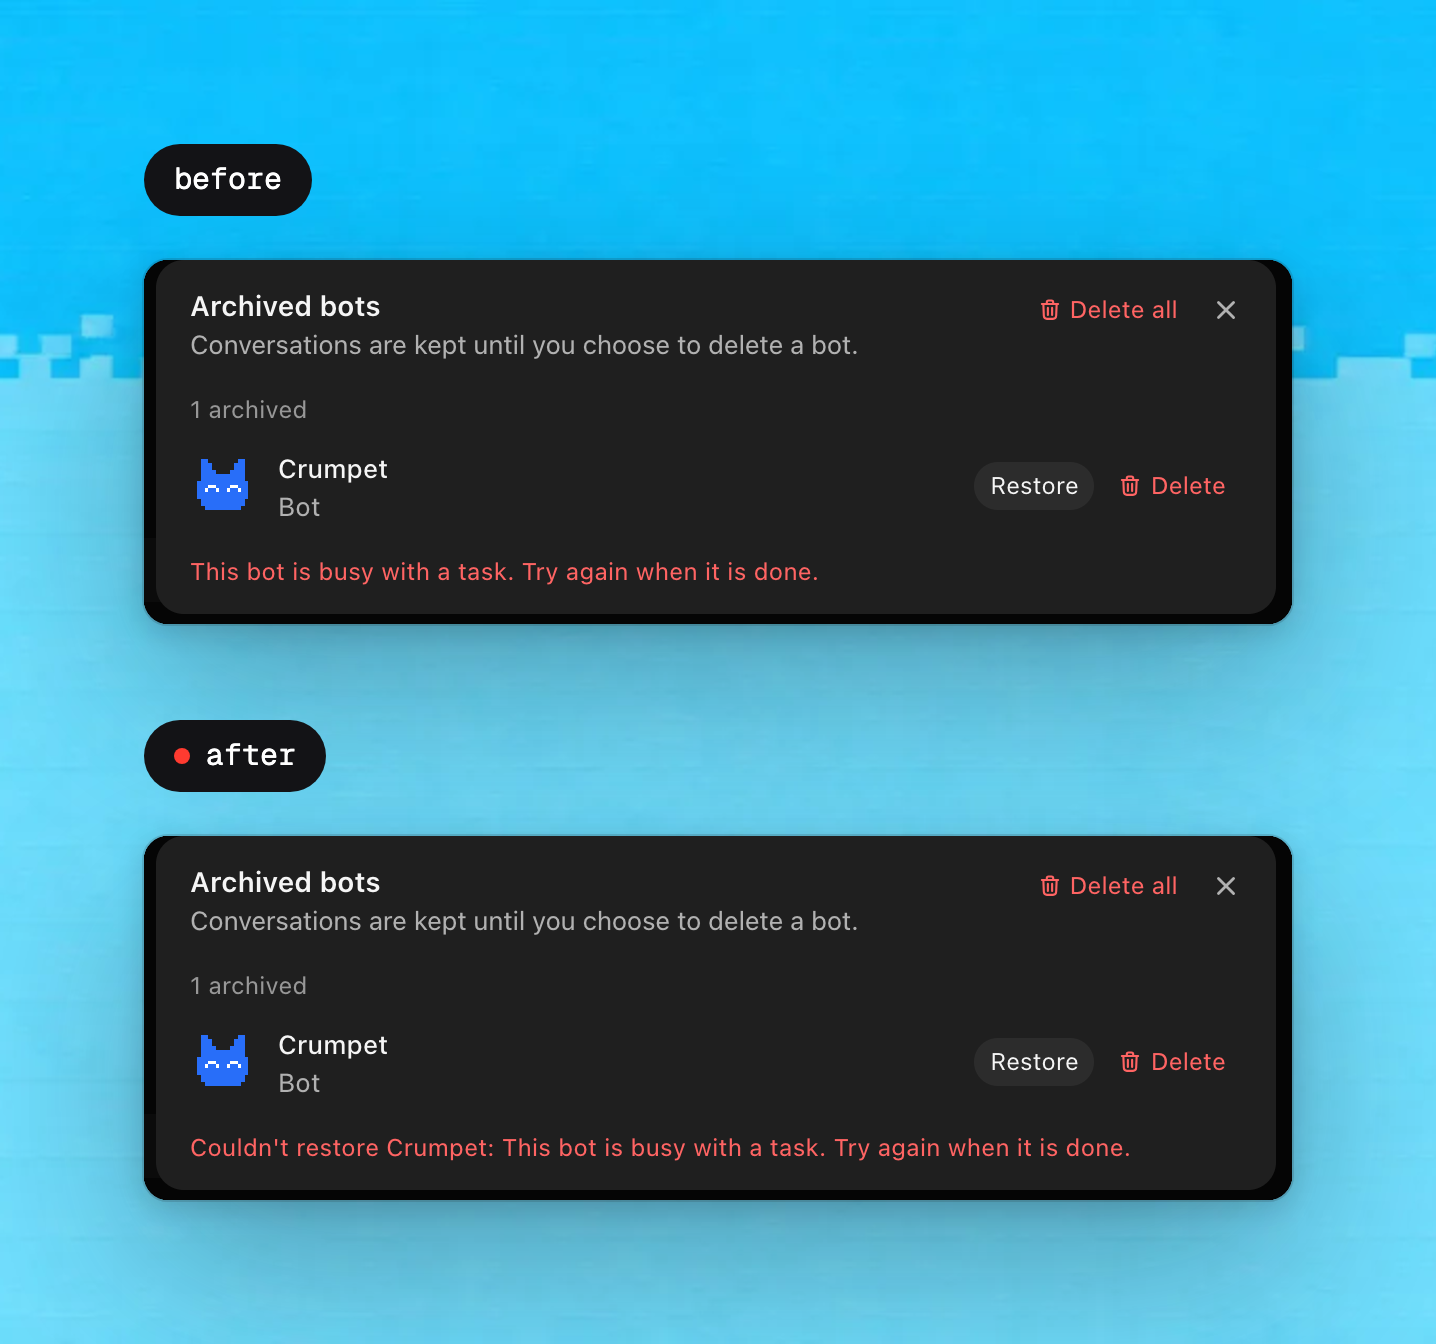 before
Archived bots
Delete all
Conversations are kept until you choose to delete a bot.
1 archived
Crumpet
Bot
Restore
Delete
This bot is busy with a task. Try again when it is done.
after
Archived bots
Delete all
Conversations are kept until you choose to delete a bot.
1 archived
Crumpet
Bot
Restore
Delete
Couldn't restore Crumpet: This bot is busy with a task. Try again when it is done.